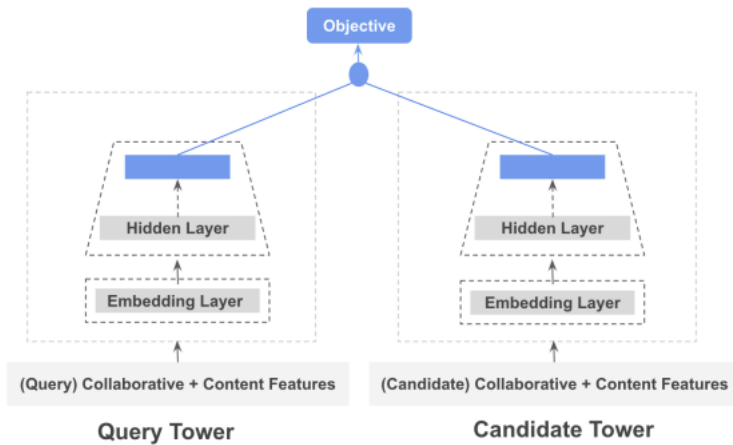 Objective
Hidden Layer
Hidden Layer
Embedding Layer
Embedding Layer
(Query) Collaborative + Content Features
(Candidate) Collaborative + Content Features
Query Tower
Candidate Tower